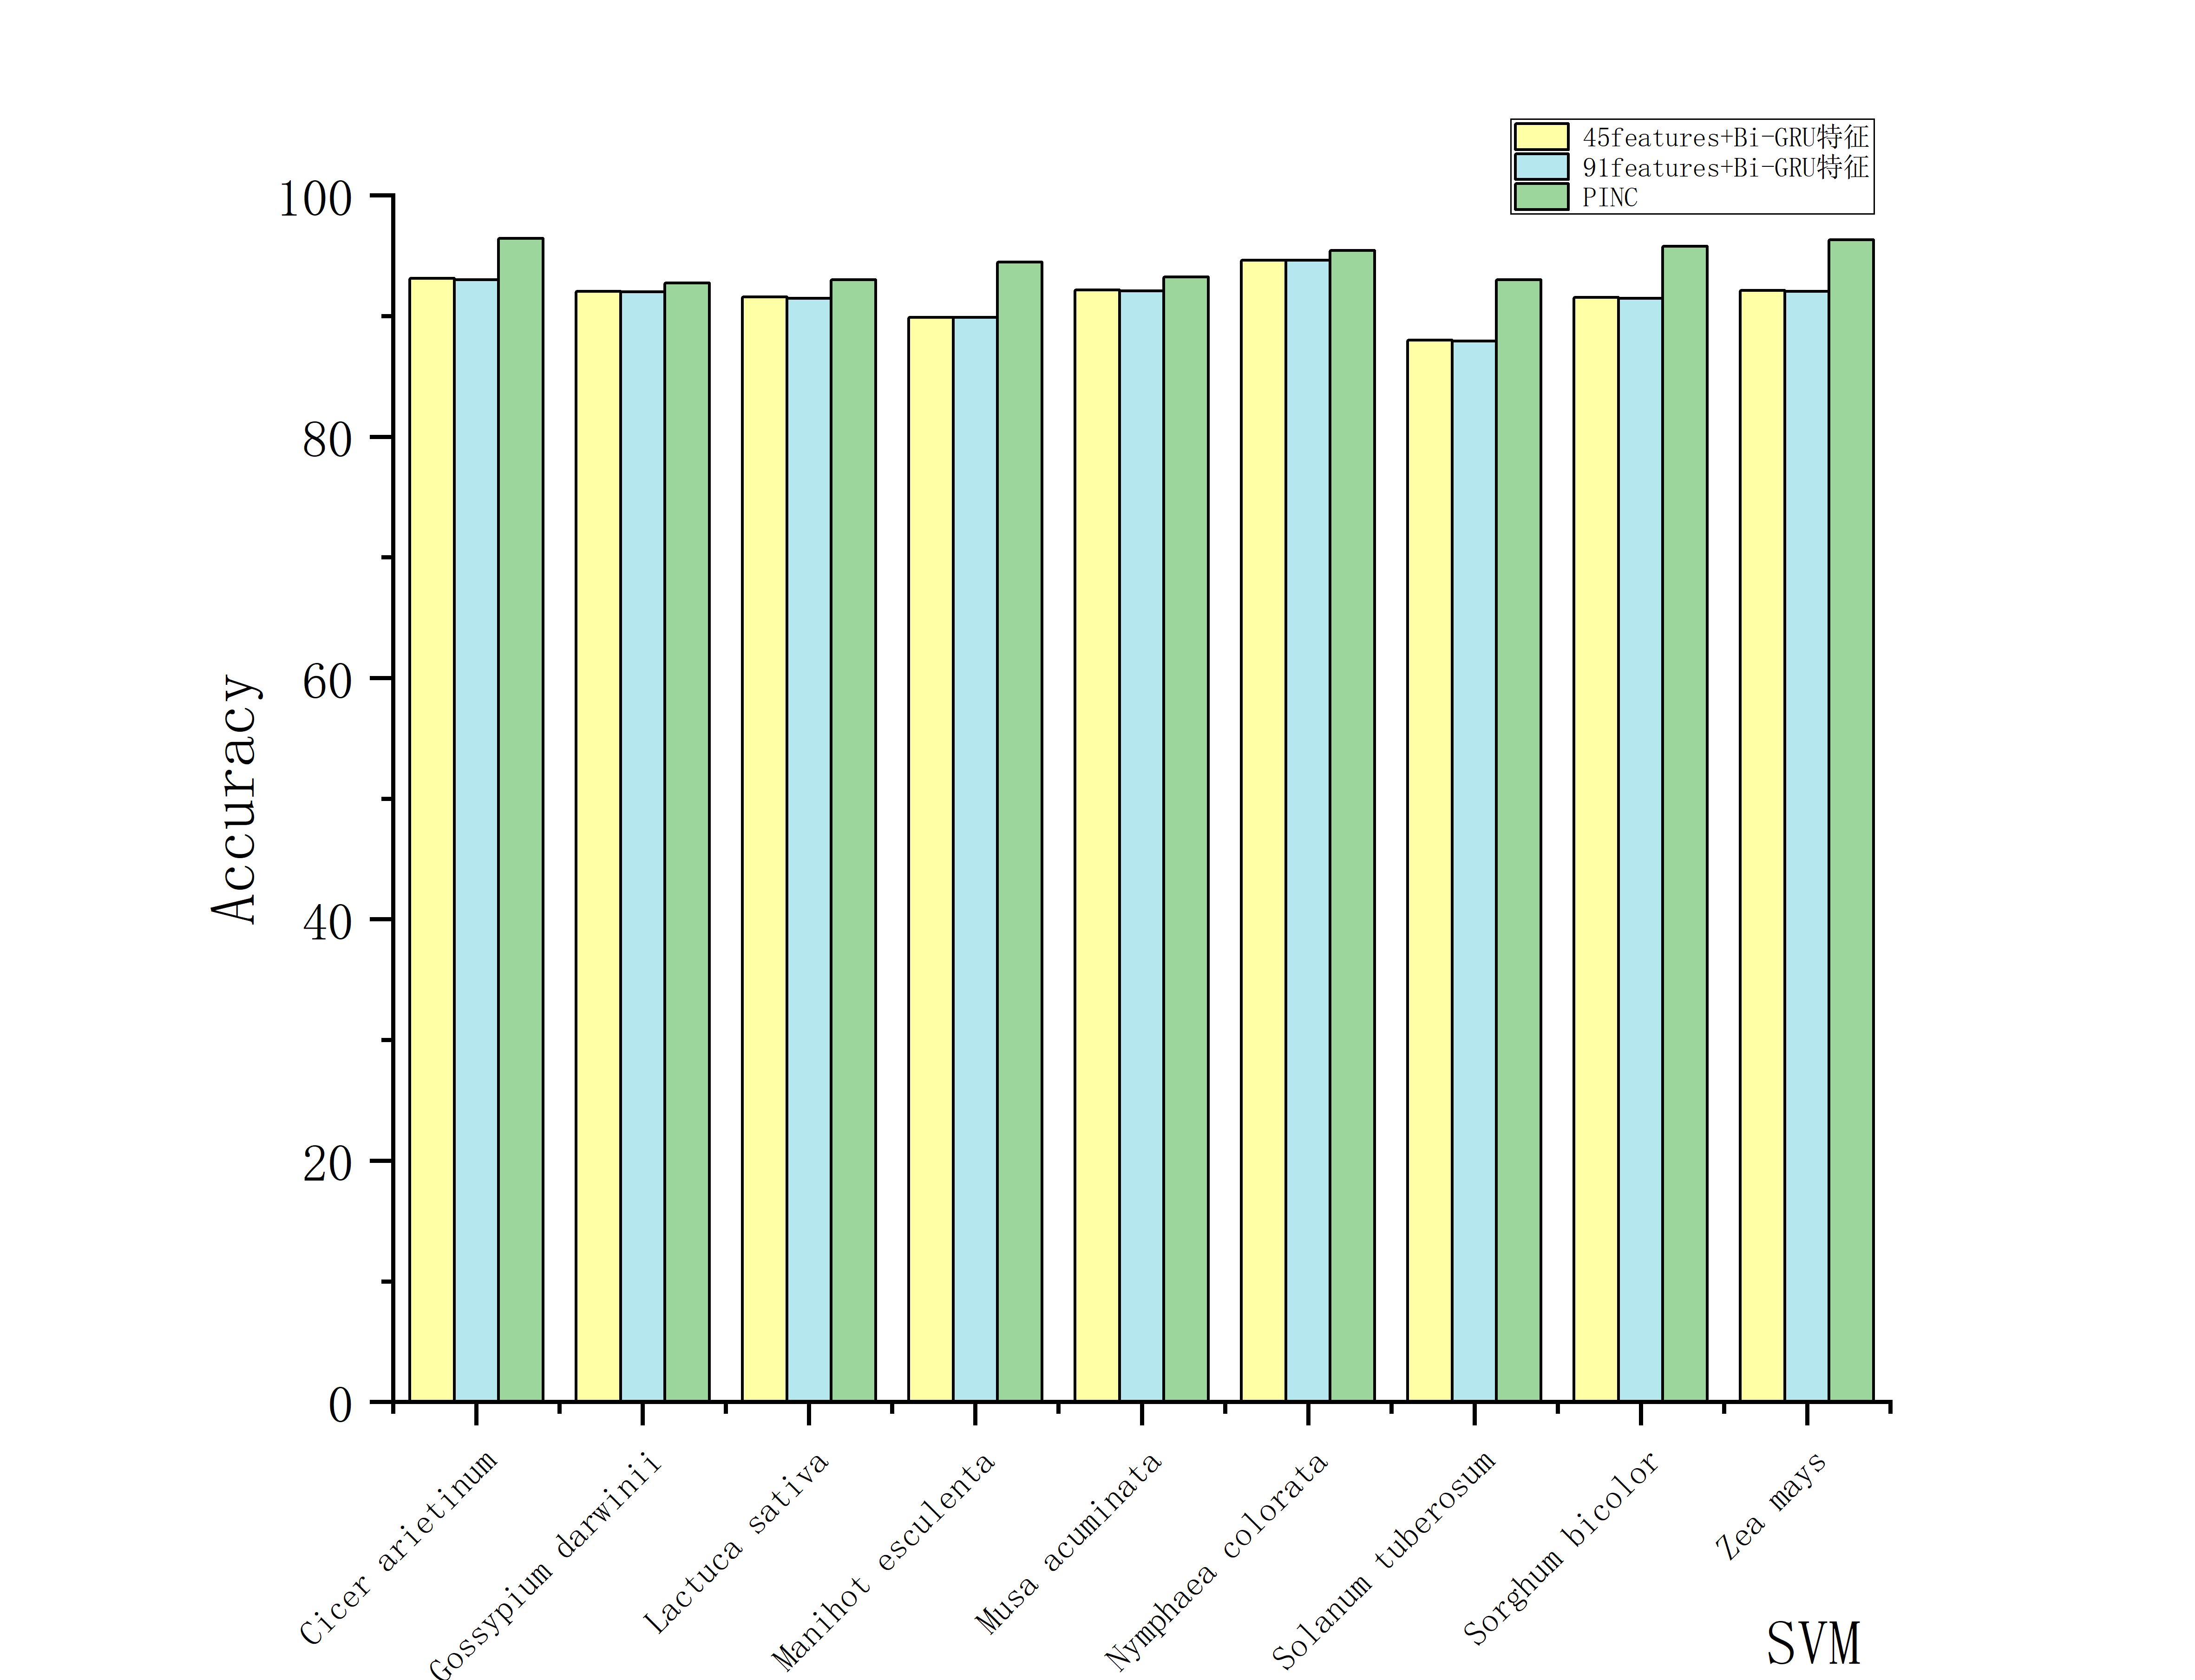 45features+Bi-GRU特征
91features+Bi-GRU特征
PINC
100
80
60
40
20
0
Accuracy
Cicer arietinum
Gossypium darwinii
Lactuca sativa
Manihot esculenta
Musa acuminata
Nymphaea colorata
Solanum tuberosum
Sorghum bicolor
Zea mays
SVM